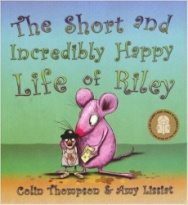 The Short and
Incredibly Happy
Life of Riley
Colin Thompson & Amy Lissiat